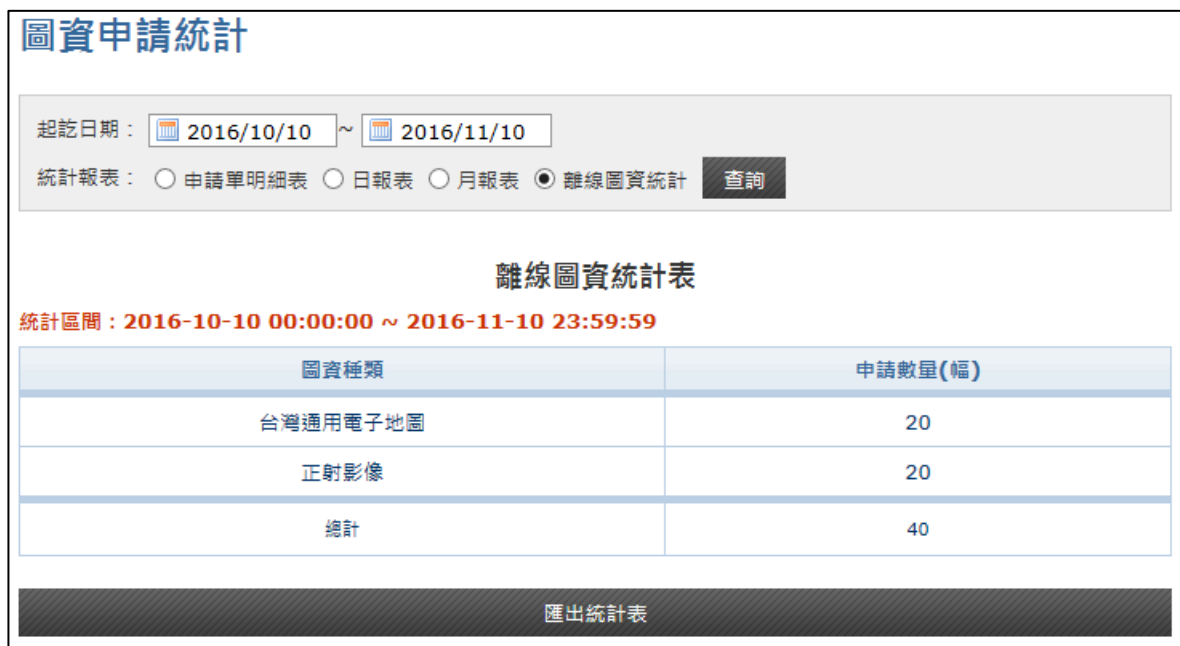 圖資申請統計
起訖日期： 2016/10/10 ~ 2016/11/10
統計報表： 申請單明細表 日報表 月報表 離線圖資統計 查詢
離線圖資統計表
統計區間：2016-10-10 00:00:00 ~ 2016-11-10 23:59:59
圖資種類 申請數量(幅)
台灣通用電子地圖 20
正射影像 20
總計 40
匯出統計表